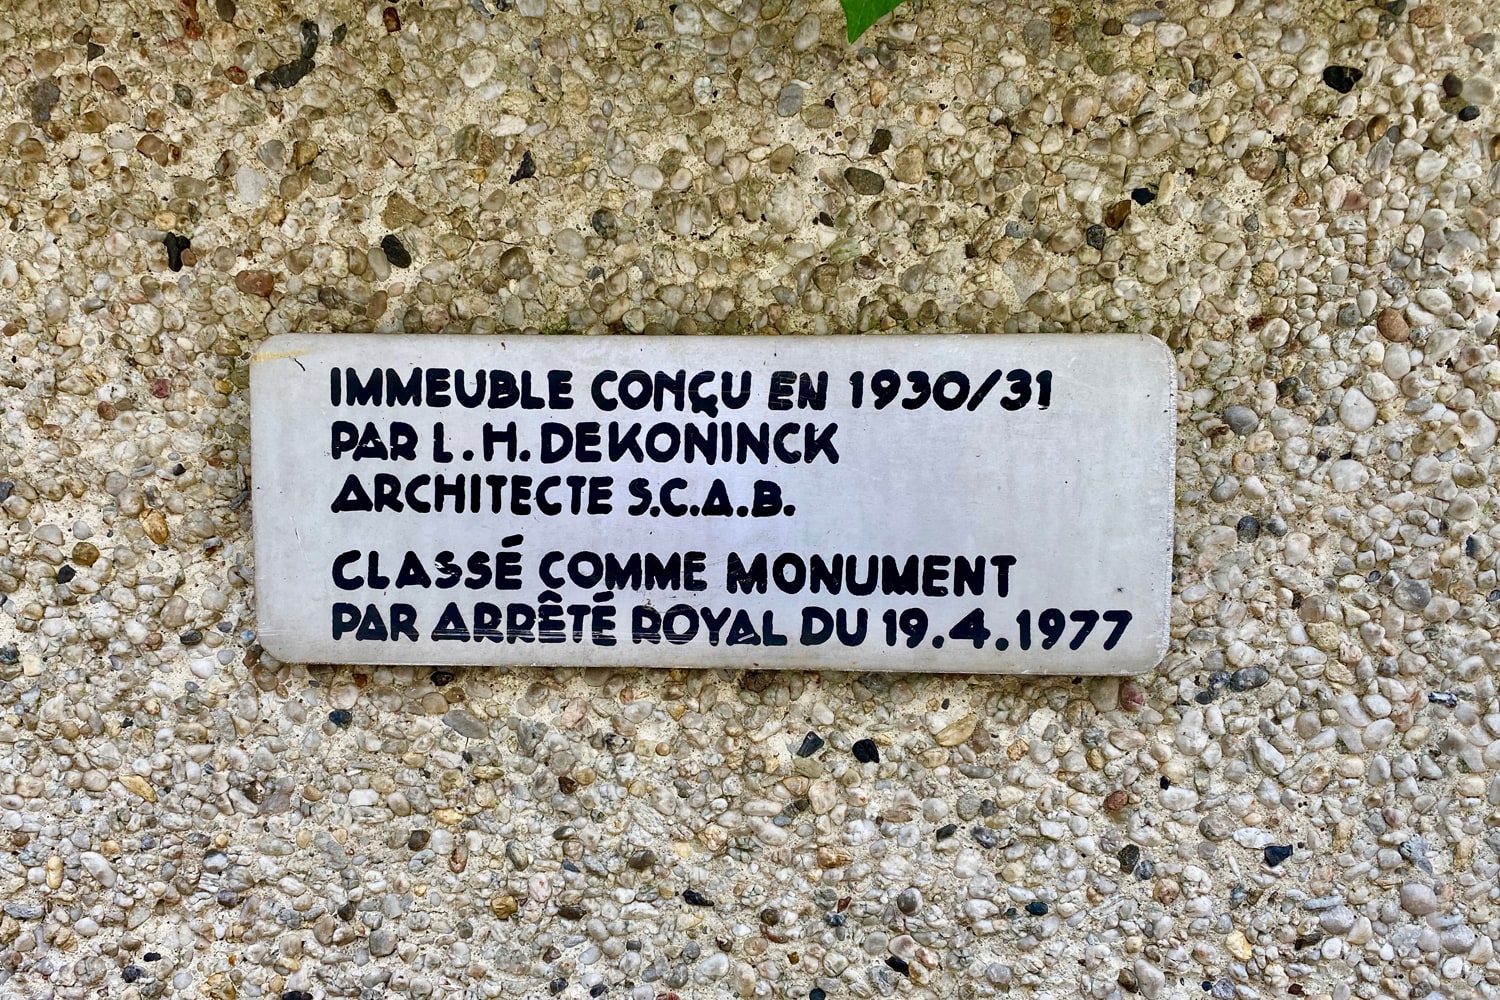 IMMEUBLE CONÇU EN 1930/31
PAR L.H. DEKONINCK
ARCHITECTE S.C.A.B.
CLASSÉ COMME MONUMENT
PAR ARRÊTÉ ROYAL DU 19.4.1977